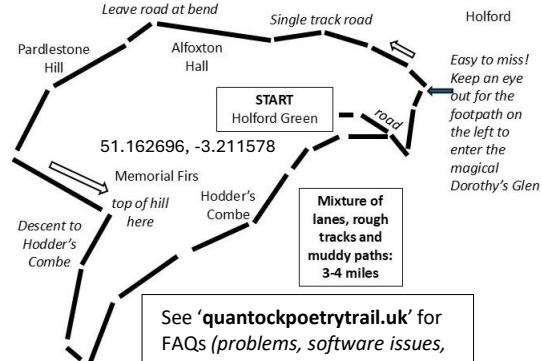 Leave road at bend
Single track road
Holford
Pardlestone
Hill
Alfoxton
Hall
Easy to miss!
Keep an eye
out for the
footpath on
the left to
enter the
magical
Dorothy's Glen
START
Holford Green
road
51.162696, -3.211578
Memorial Firs
top of hill
here
Hodder's
Combe
Descent to
Hodder's
Combe
Mixture of
lanes, rough
tracks and
muddy paths:
3-4 miles
See ‘quantockpoetrytrail.uk’ for
FAQs (problems, software issues,